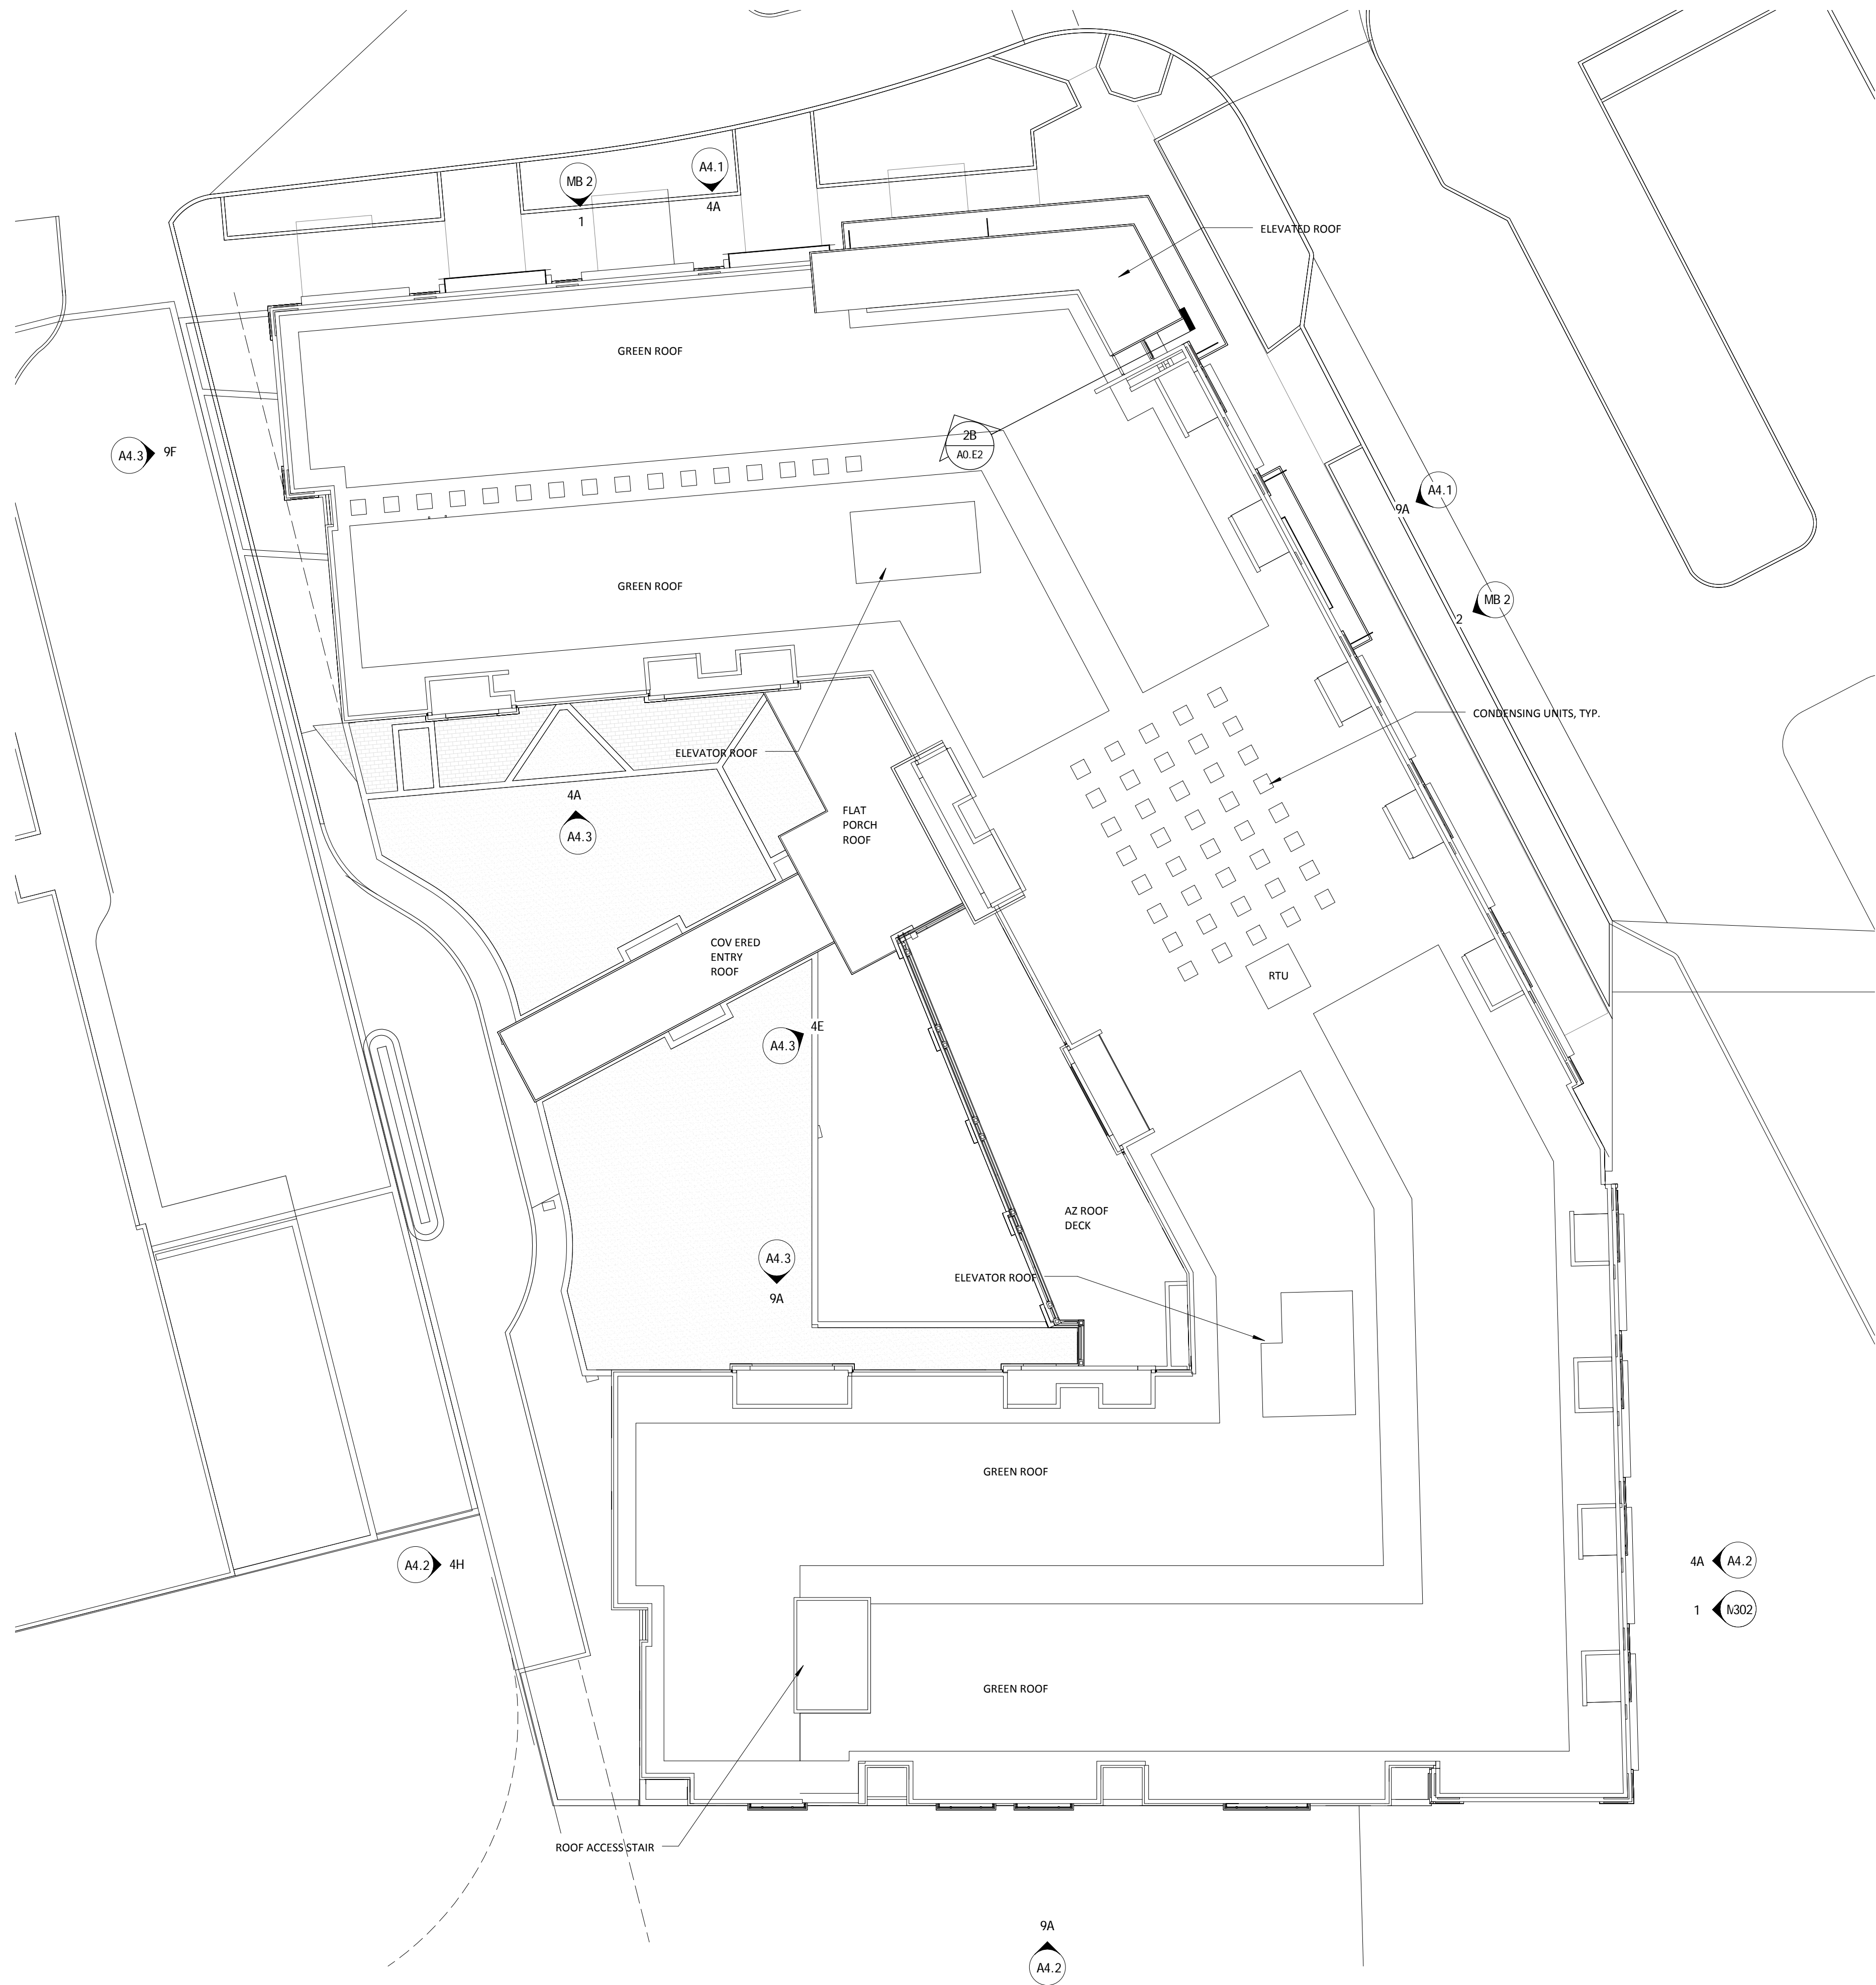 A4.1
MB 2
4A
1
ELEVATED ROOF
GREEN ROOF
2B
A0.E2
A4.3
9F
A4.1
9A
GREEN ROOF
MB 2
2
CONDENSING UNITS, TYP.
ELEVATOR ROOF
4A
A4.3
FLAT
PORCH
ROOF
COV ERED
ENTRY
ROOF
RTU
4E
A4.3
AZ ROOF
DECK
A4.3
9A
ELEVATOR ROOF
GREEN ROOF
A4.2
4H
4A
A4.2
1
GREEN ROOF
ROOF ACCESS STAIR
9A
A4.2